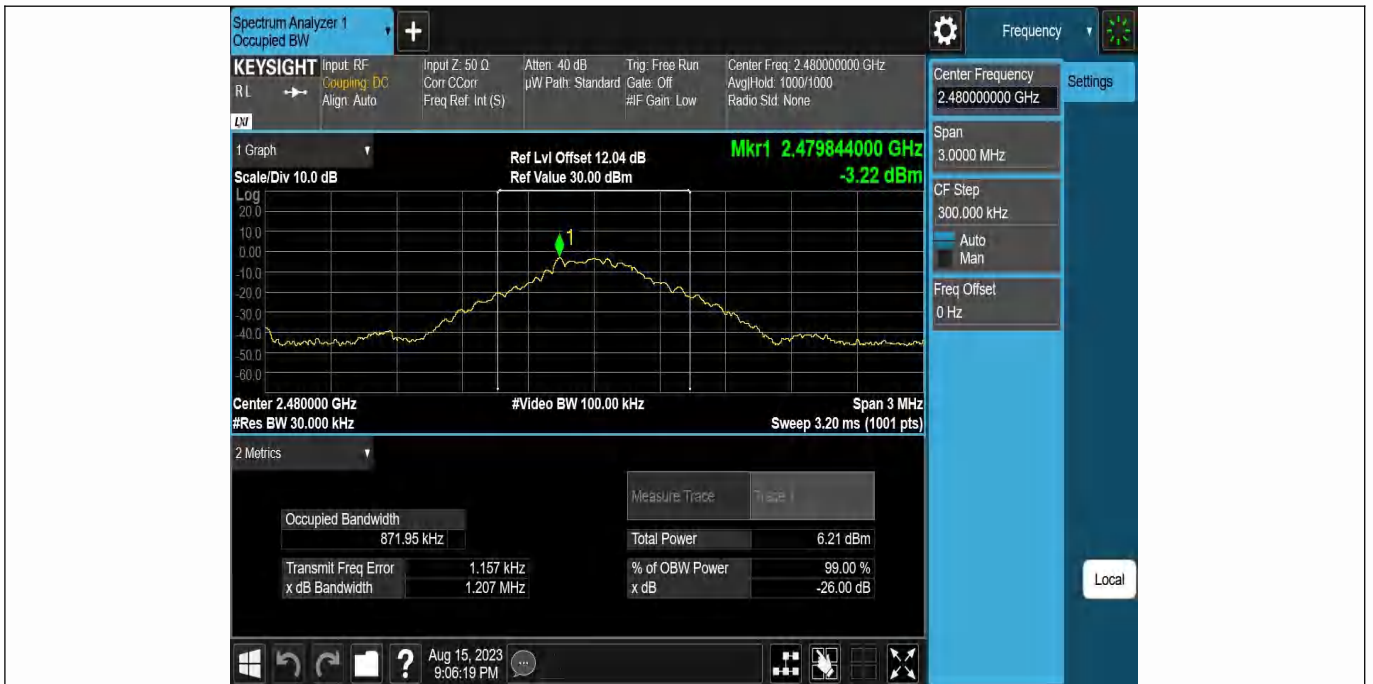 Spectrum Analyzer 1
Occupied BW
+
Frequency
KEYSIGHT
RL
LXI
Input: RF
Coupling: DC
Align: Auto
Input Z: 50 Ω
Corr CCorr
Freq Ref: Int (S)
Atten: 40 dB
µW Path: Standard
Trig: Free Run
Gate: Off
#IF Gain: Low
Center Freq: 2.480000000 GHz
Avg|Hold: 1000/1000
Radio Std: None
Center Frequency
2.480000000 GHz
Settings
Span
3.0000 MHz
CF Step
300.000 kHz
Auto
Man
Freq Offset
0 Hz
1 Graph
Scale/Div 10.0 dB
Ref Lvl Offset 12.04 dB
Ref Value 30.00 dBm
Mkr1 2.479844000 GHz
-3.22 dBm
Log
20.0
10.0
0.00
-10.0
-20.0
-30.0
-40.0
-50.0
-60.0
1
Center 2.480000 GHz
#Video BW 100.00 kHz
Span 3 MHz
#Res BW 30.000 kHz
Sweep 3.20 ms (1001 pts)
2 Metrics
Measure Trace
Trace 1
Occupied Bandwidth
871.95 kHz
Total Power
6.21 dBm
Transmit Freq Error
1.157 kHz
% of OBW Power
99.00 %
x dB Bandwidth
1.207 MHz
x dB
-26.00 dB
Local
?
Aug 15, 2023
9:06:19 PM